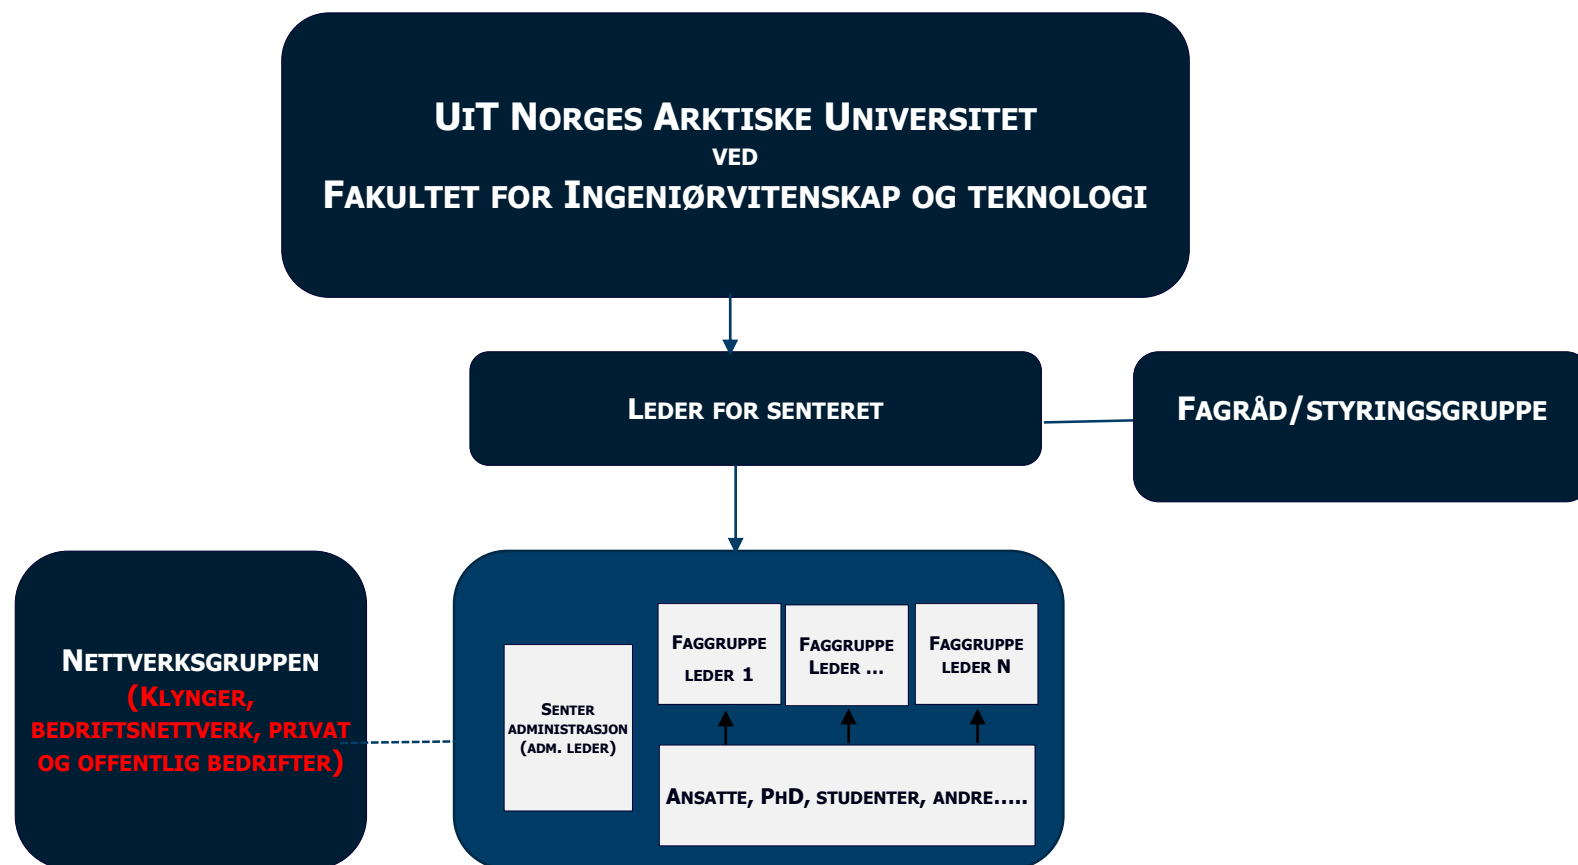 UiT Norges Arktiske Universitet
ved
Fakultet for Ingeniørvitenskap og teknologi
Leder for senteret
Fagråd/styringsgruppe
Nettverksgruppen
(Klynger,
bedriftsnettverk, privat
og offentlig bedrifter)
Senter
administrasjon
(adm. leder)
Faggruppe
leder 1
Faggruppe
Leder ...
Faggruppe
leder N
Ansatte, PhD, studenter, andre.....